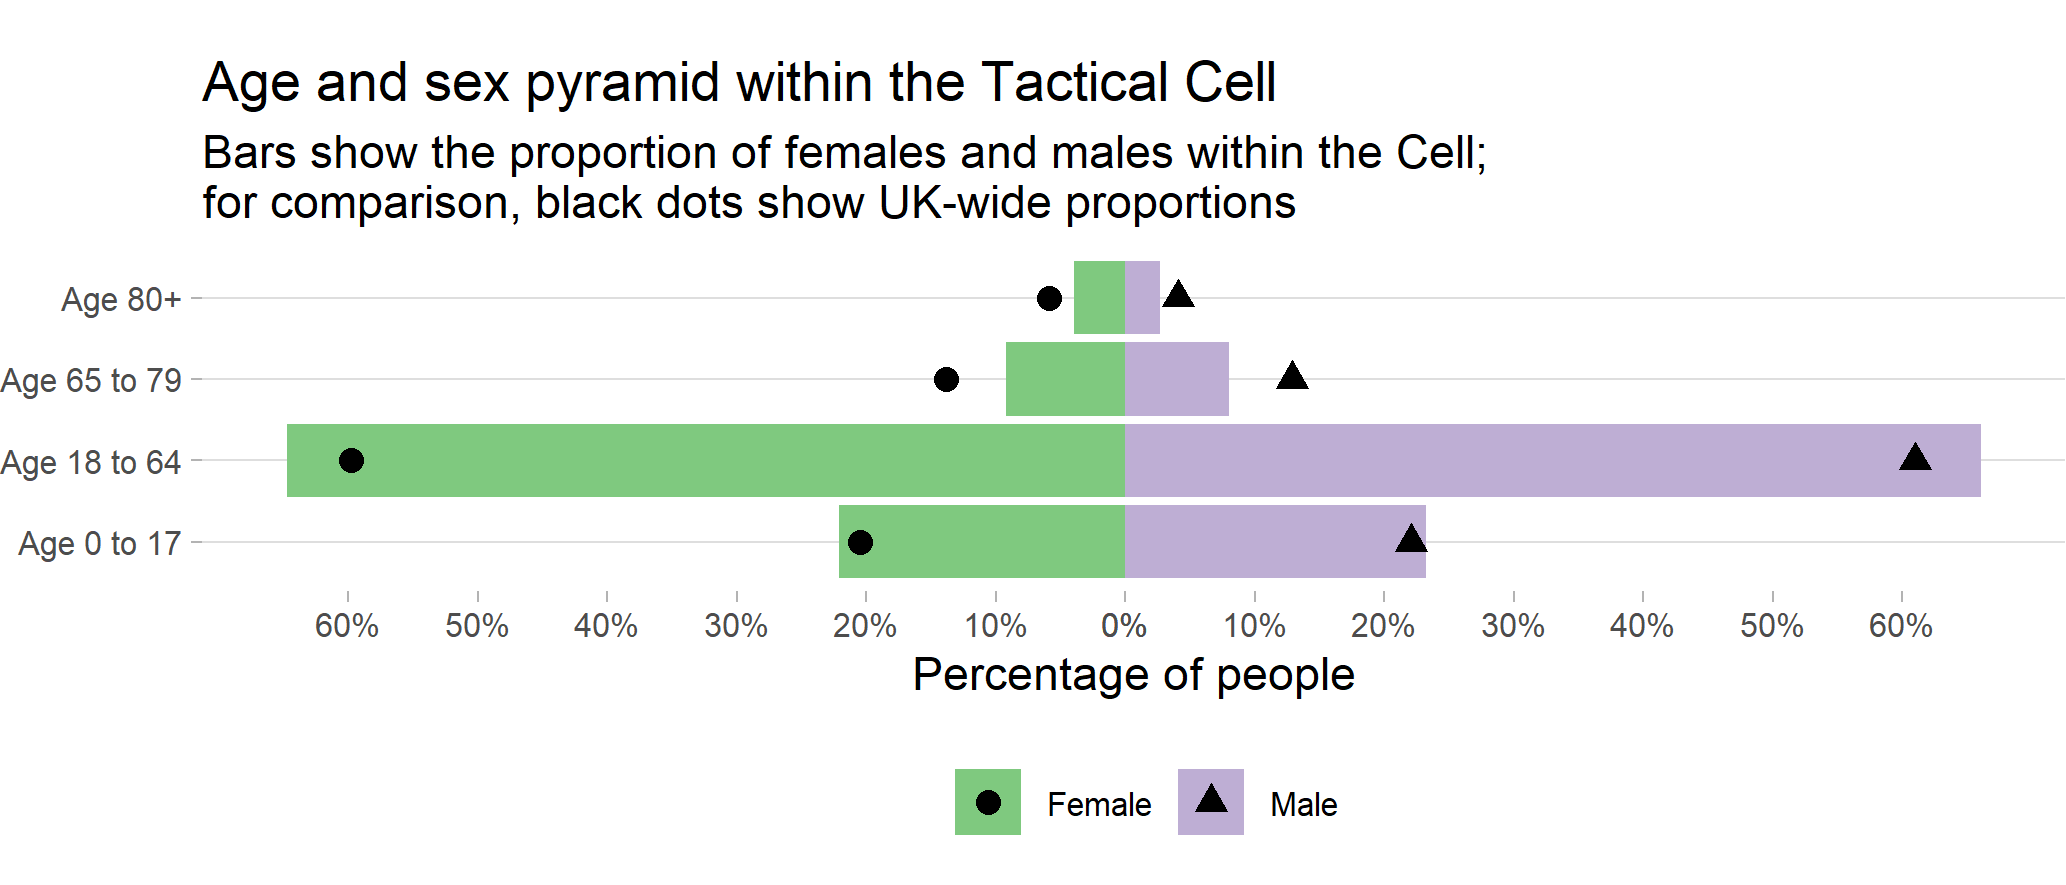 Age and sex pyramid within the Tactical Cell
Bars show the proportion of females and males within the Cell;
for comparison, black dots show UK-wide proportions
Age 80+
Age 65 to 79
Age 18 to 64
Age 0 to 17
60% 50% 40% 30% 20% 10% 0% 10% 20% 30% 40% 50% 60%
Percentage of people
Female Male